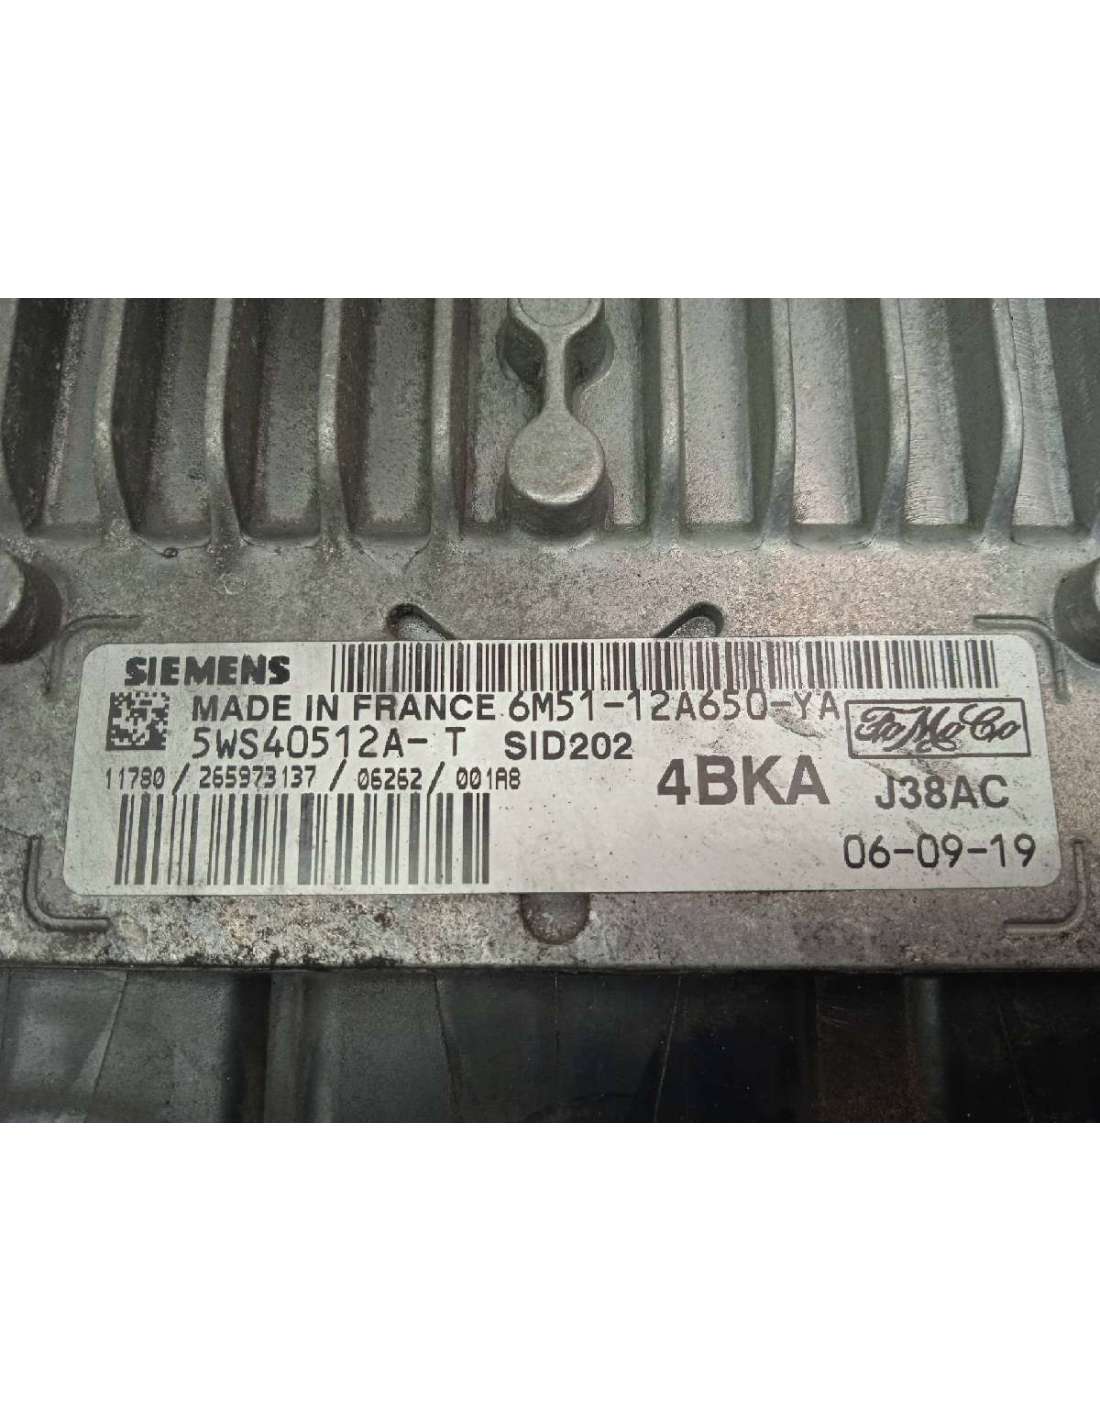 SIEMENS
MADE IN FRANCE 6M51-12A650-YA
5WS40512A-T SID202 FoMoCo
11780/265973137/06262/001A8 4BKA J38AC
06-09-19